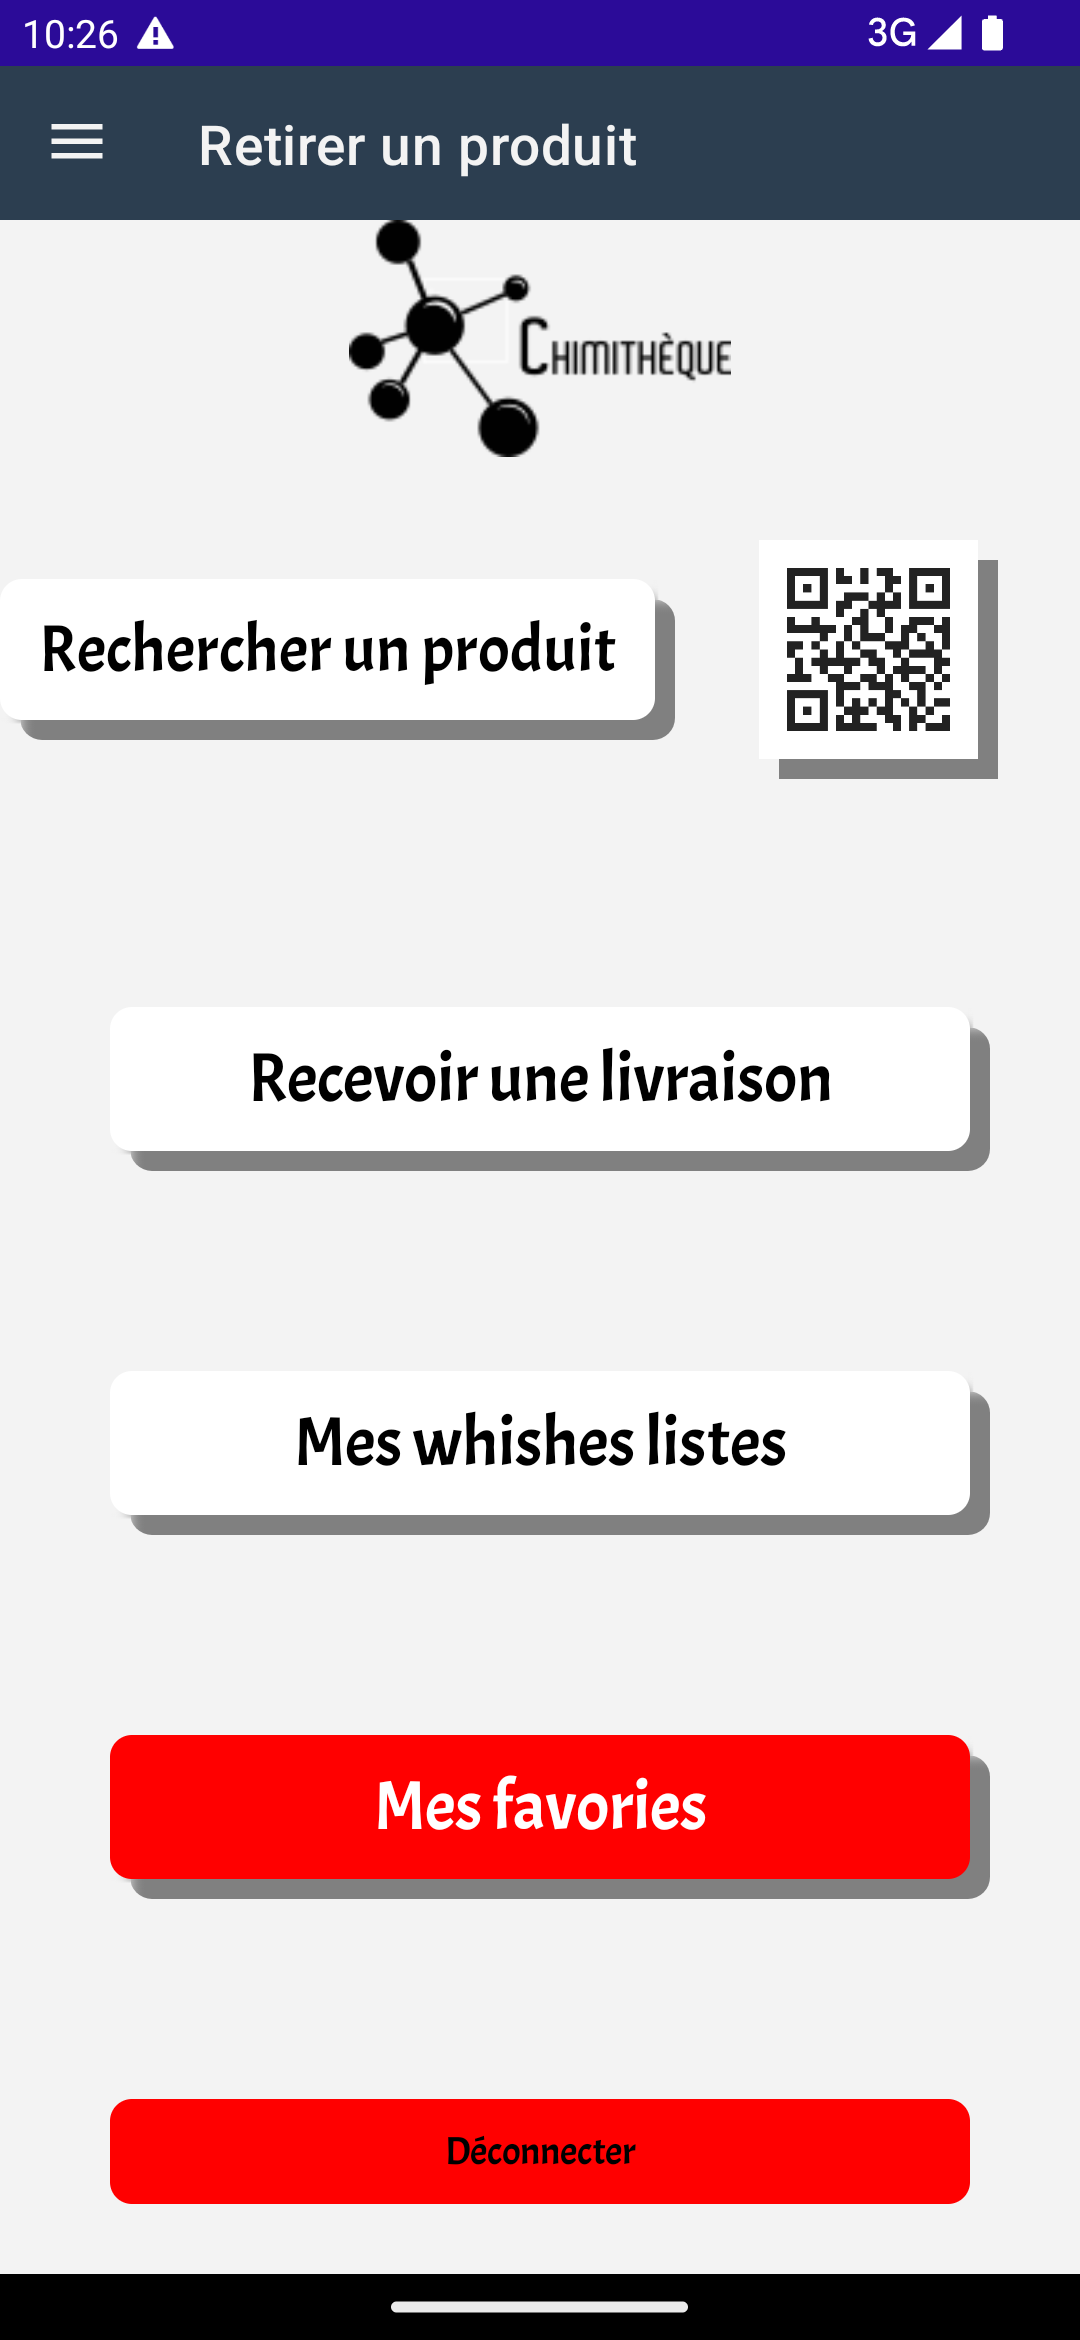 10:26
3G
Retirer un produit
CHIMITHÈQUE
Rechercher un produit
Recevoir une livraison
Mes whishes listes
Mes favories
Déconnecter